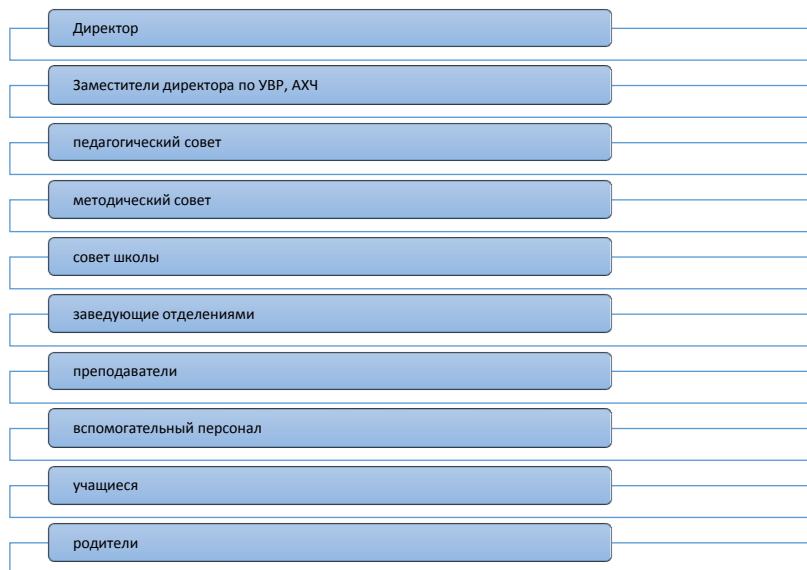 Директор
Заместители директора по УВР, АХЧ
педагогический совет
методический совет
совет школы
заведующие отделениями
преподаватели
вспомогательный персонал
учащиеся
родители